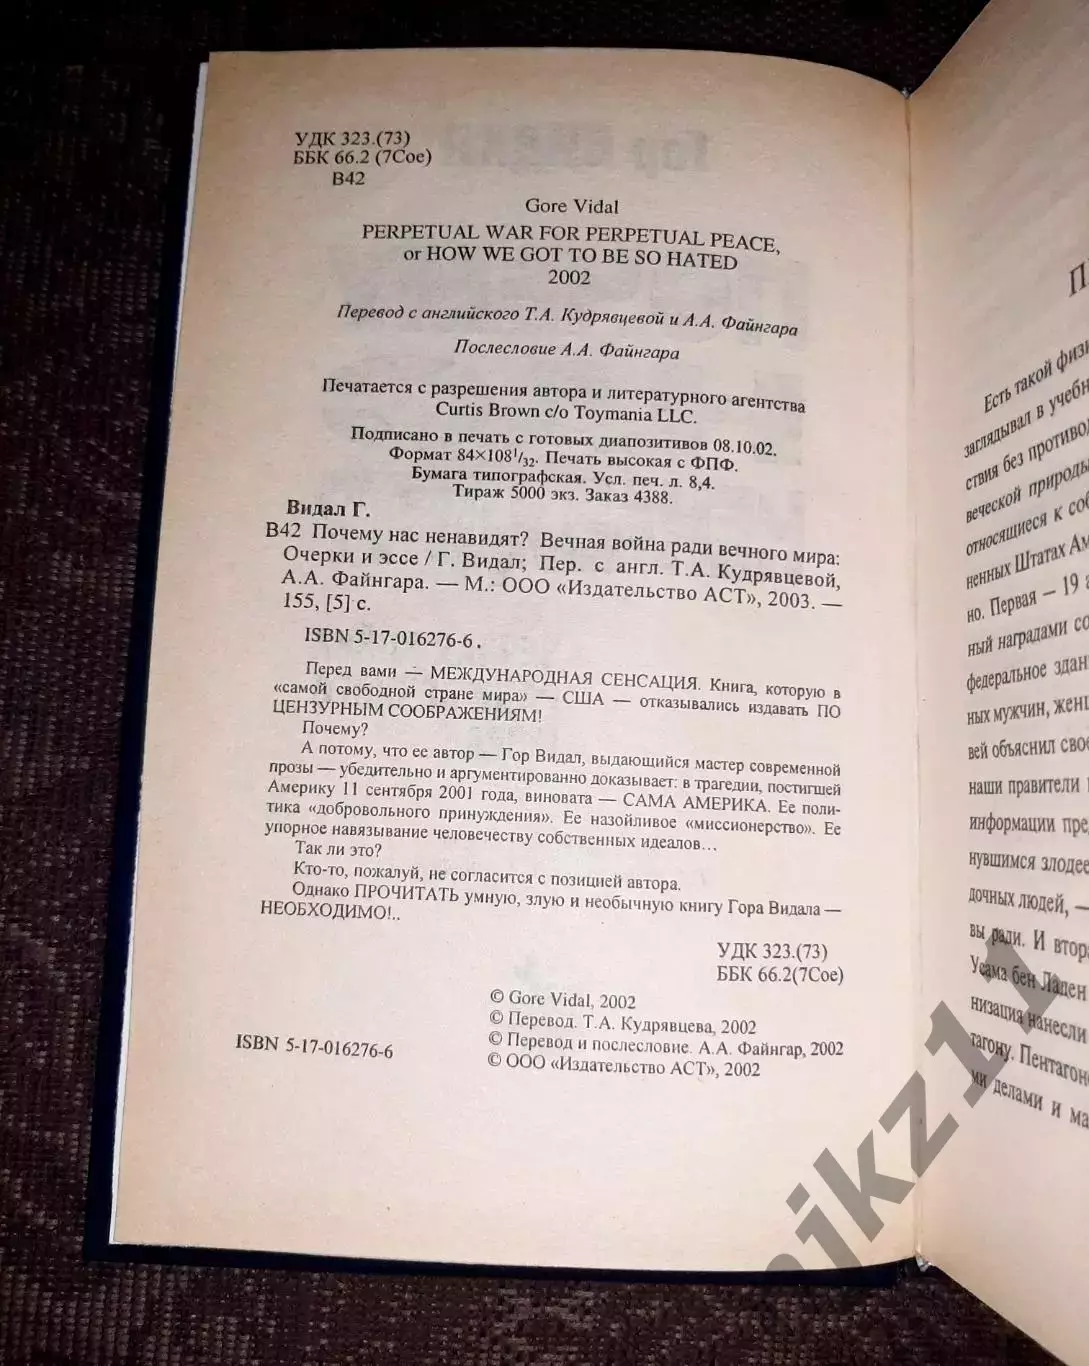 УДК 323.(73)
ББК 66.2 (7Сое)
В42
Gore Vidal
PERPETUAL WAR FOR PERPETUAL PEACE,
or HOW WE GOT TO BE SO HATED
2002
Перевод с английского Т.А. Кудрявцевой и А.А. Файнгара
Послесловие А.А. Файнгара
Печатается с разрешения автора и литературного агентства
Curtis Brown c/o Toymania LLC.
Подписано в печать с готовых диапозитивов 08.10.02.
Формат 84×108¹/₃₂. Печать высокая с ФПФ.
Бумага типографская. Усл. печ. л. 8,4.
Тираж 5000 экз. Заказ 4388.
Видал Г.
В42 Почему нас ненавидят? Вечная война ради вечного мира:
Очерки и эссе / Г. Видал; Пер. с англ. Т.А. Кудрявцевой,
А.А. Файнгара. — М.: ООО «Издательство АСТ», 2003. —
155, [5] с.
ISBN 5-17-016276-6.
Перед вами — МЕЖДУНАРОДНАЯ СЕНСАЦИЯ. Книга, которую в
«самой свободной стране мира» — США — отказывались издавать ПО
ЦЕНЗУРНЫМ СООБРАЖЕНИЯМ!
Почему?
А потому, что ее автор — Гор Видал, выдающийся мастер современной
прозы — убедительно и аргументированно доказывает: в трагедии, постигшей
Америку 11 сентября 2001 года, виновата — САМА АМЕРИКА. Ее поли-
тика «добровольного принуждения». Ее назойливое «миссионерство». Ее
упорное навязывание человечеству собственных идеалов...
Так ли это?
Кто-то, пожалуй, не согласится с позицией автора.
Однако ПРОЧИТАТЬ умную, злую и необычную книгу Гора Видала —
НЕОБХОДИМО!..
УДК 323.(73)
ББК 66.2(7Сое)
© Gore Vidal, 2002
© Перевод. Т.А. Кудрявцева, 2002
© Перевод и послесловие. А.А. Файнгар, 2002
© ООО «Издательство АСТ», 2002
ISBN 5-17-016276-6
Есть такой физи
заглядывал в учебн
ствия без противо
веческой природы
относящиеся к соб
ненных Штатах Ам
но. Первая — 19 а
ный наградами со
федеральное здан
ных мужчин, женщ
вей объяснил свое
наши правители
информации пре
нувшимся злодее
дочных людей, —
вы ради. И втора
Усама бен Ладен
низация нанесли
тагону. Пентагон
ми делами и ма
nikz111